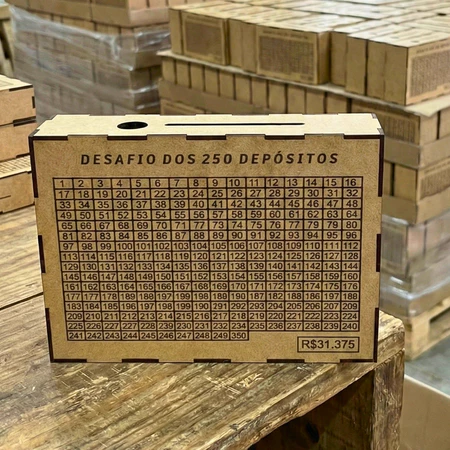 DESAFIO DOS 250 DEPÓSITOS
1 2 3 4 5 6 7 8 9 10 11 12 13 14 15 16
17 18 19 20 21 22 23 24 25 26 27 28 29 30 31 32
33 34 35 36 37 38 39 40 41 42 43 44 45 46 47 48
49 50 51 52 53 54 55 56 57 58 59 60 61 62 63 64
65 66 67 68 69 70 71 72 73 74 75 76 77 78 79 80
81 82 83 84 85 86 87 88 89 90 91 92 93 94 95 96
97 98 99 100 101 102 103 104 105 106 107 108 109 110 111 112
113 114 115 116 117 118 119 120 121 122 123 124 125 126 127 128
129 130 131 132 133 134 135 136 137 138 139 140 141 142 143 144
145 146 147 148 149 150 151 152 153 154 155 156 157 158 159 160
161 162 163 164 165 166 167 168 169 170 171 172 173 174 175 176
177 178 179 180 181 182 183 184 185 186 187 188
183 184 195 196 197 198 199 200 201 292 293 204 205 206 207 209
209 210 211 212 213 214 215 216 217 218 219 220 221 222 223 224
225 226 227 228 229 230 231 232 233 234 235 236 237 238 239 240
241 242 243 244 245 246 247 248 249 350
R$31.375